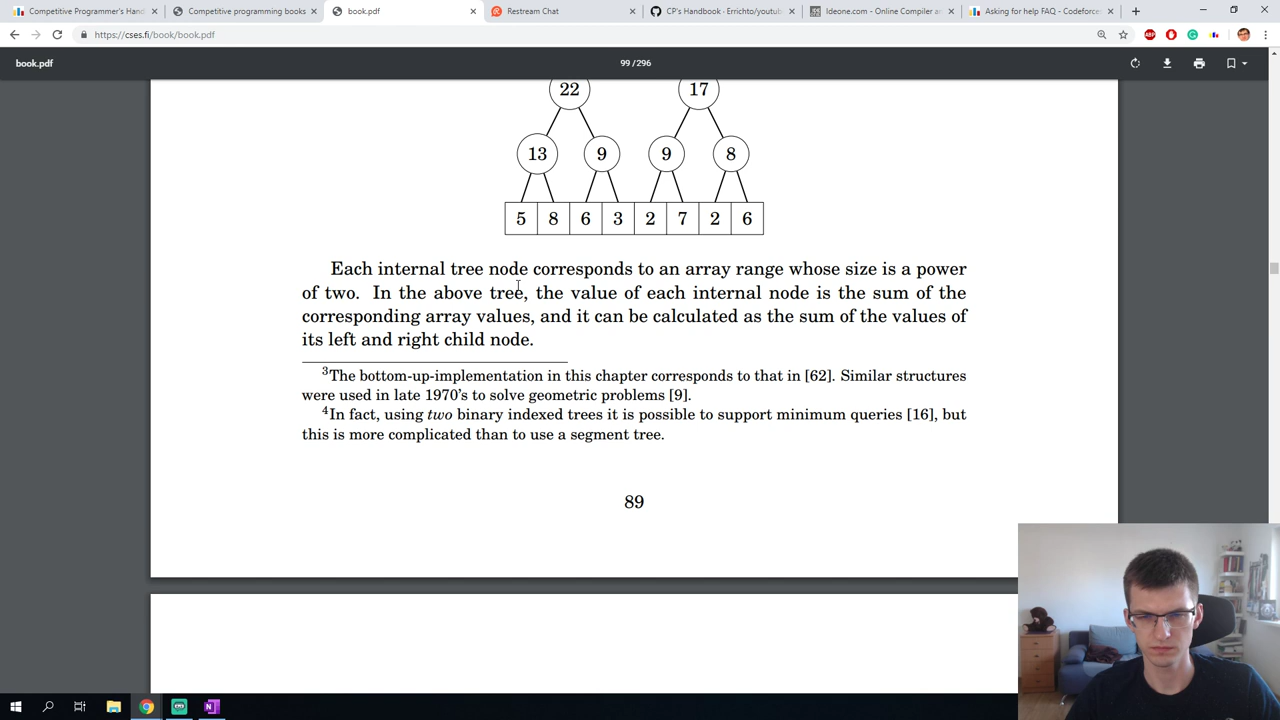 Competitive Programmer's Hand
Competitive programming books
book.pdf
Restream Chat
CP's Handbook · Errichto/youtub
Ideone.com - Online Compiler an
Asking for help FAQ - Codeforces
https://cses.fi/book/book.pdf
book.pdf
99 / 296
22 17
13 9 9 8
5 8 6 3 2 7 2 6
Each internal tree node corresponds to an array range whose size is a power
of two. In the above tree, the value of each internal node is the sum of the
corresponding array values, and it can be calculated as the sum of the values of
its left and right child node.
3The bottom-up-implementation in this chapter corresponds to that in [62]. Similar structures
were used in late 1970's to solve geometric problems [9].
4In fact, using two binary indexed trees it is possible to support minimum queries [16], but
this is more complicated than to use a segment tree.
89